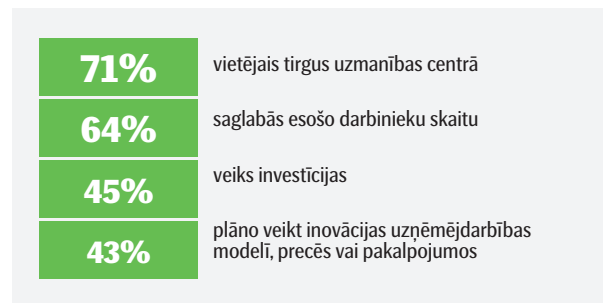 71% vietējais tirgus uzmanības centrā
64% saglabās esošo darbinieku skaitu
45% veiks investīcijas
43% plāno veikt inovācijas uzņēmējdarbības
modelī, precēs vai pakalpojumos